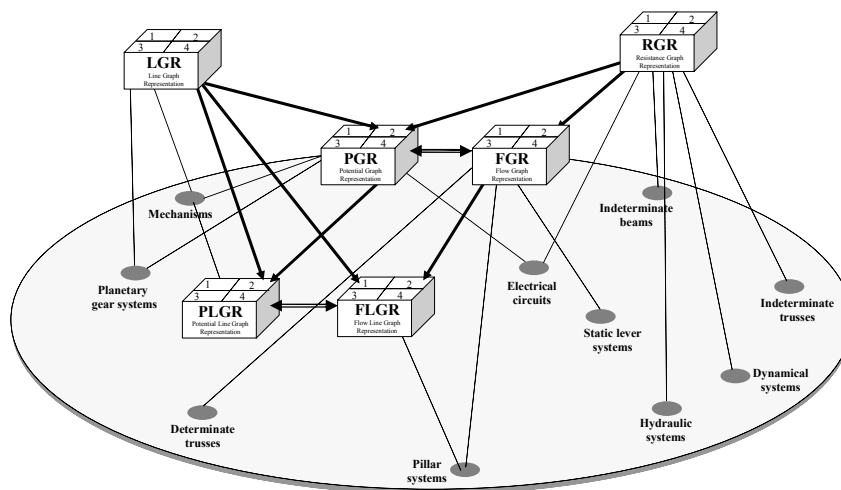 1 2
3 4
LGR
Line Graph
Representation
1 2
3 4
RGR
Resistance Graph
Representation
1 2
3 4
PGR
Potential Graph
Representation
1 2
3 4
FGR
Flow Graph
Representation
Mechanisms
Indeterminate
beams
Planetary
gear systems
1 2
3 4
PLGR
Potential Line Graph
Representation
1 2
3 4
FLGR
Flow Line Graph
Representation
Electrical
circuits
Indeterminate
trusses
Static lever
systems
Dynamical systems
Determinate
trusses
Hydraulic
systems
Pillar
systems